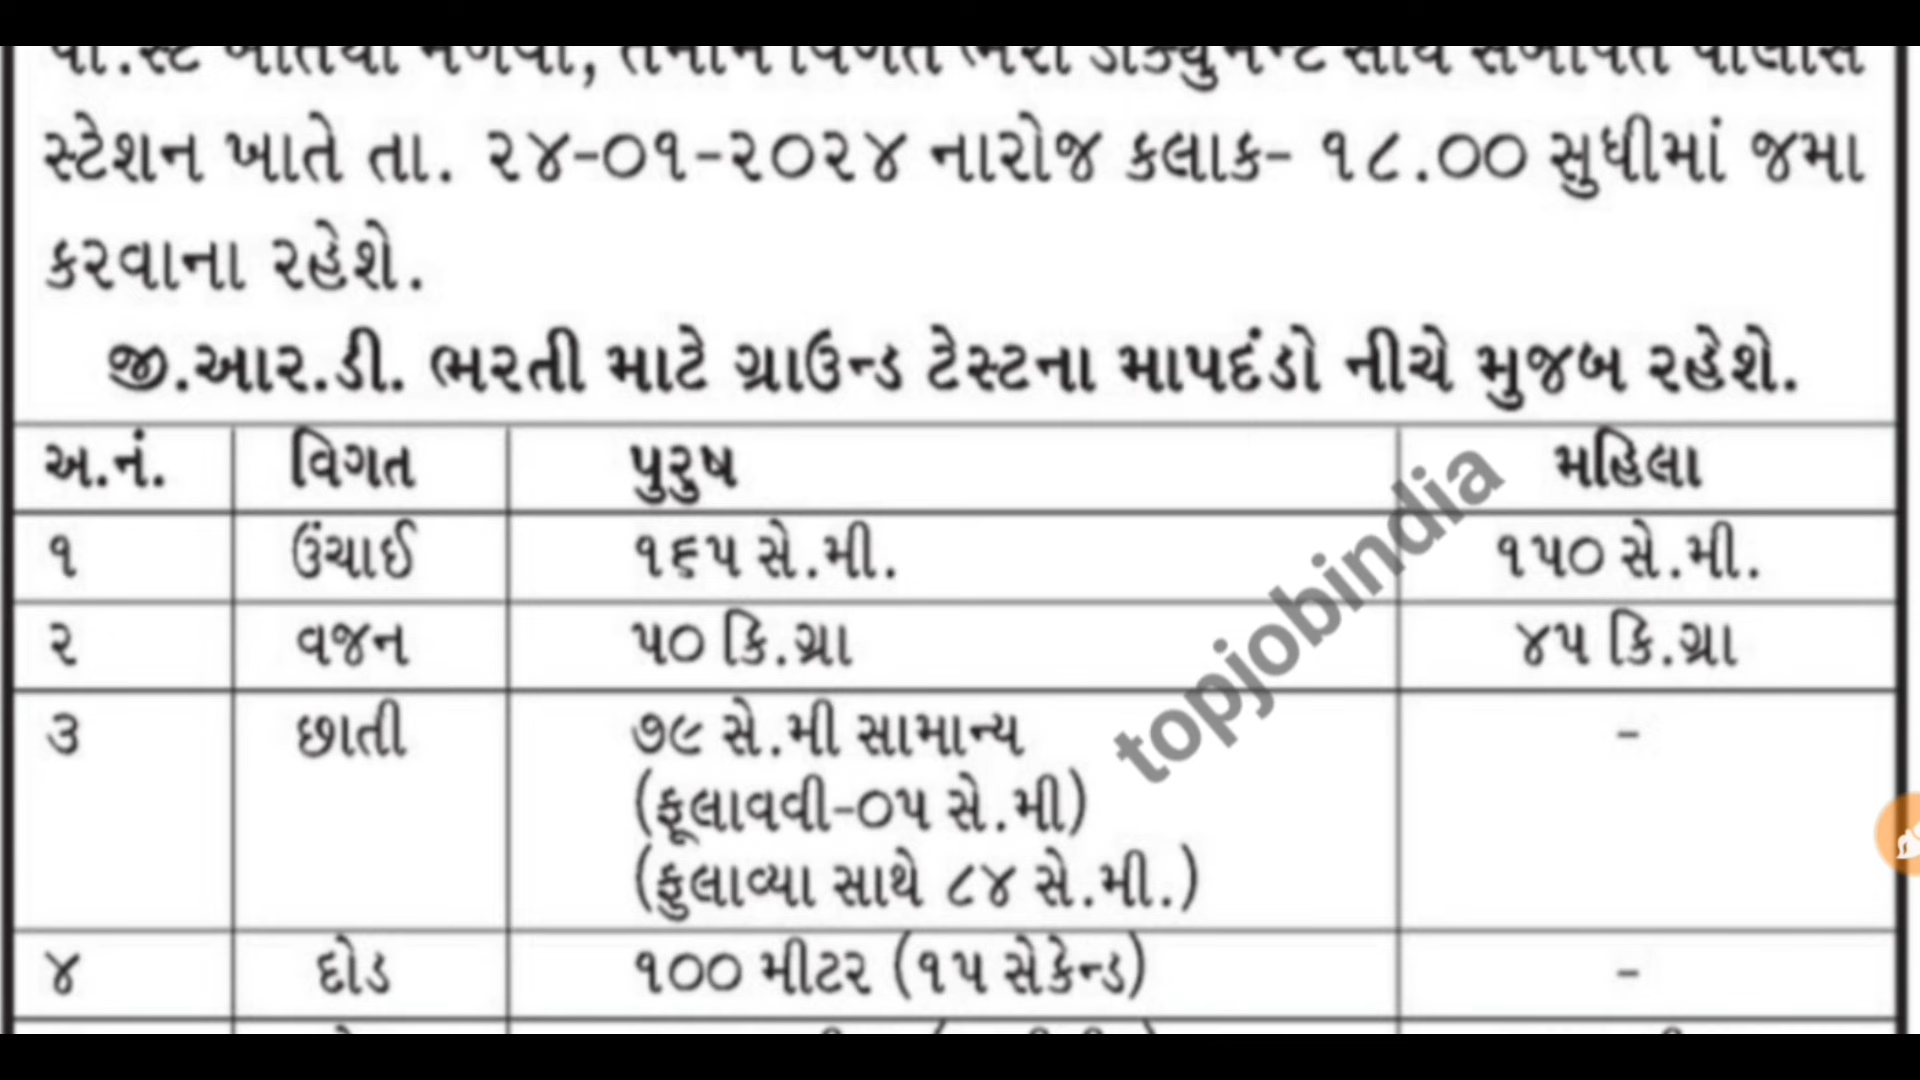 સ્ટેશન ખાતે તા. ૨૪-૦૧-૨૦૨૪ નારોજ કલાક- ૧૮.૦૦ સુધીમાં જમા
કરવાના રહેશે.
જી.આર.ડી. ભરતી માટે ગ્રાઉન્ડ ટેસ્ટના માપદંડો નીચે મુજબ રહેશે.
અ.નં. વિગત પુરુષ મહિલા
૧ ઉંચાઈ ૧૬૫ સે.મી. ૧૫૦ સે.મી.
૨ વજન ૫૦ કિ.ગ્રા ૪૫ કિ.ગ્રા
૩ છાતી ૭૯ સે.મી સામાન્ય -
(ફૂલાવવી-૦૫ સે.મી)
(ફુલાવ્યા સાથે ૮૪ સે.મી.)
૪ દોડ ૧૦૦ મીટર (૧૫ સેકેન્ડ) -
topjobindia